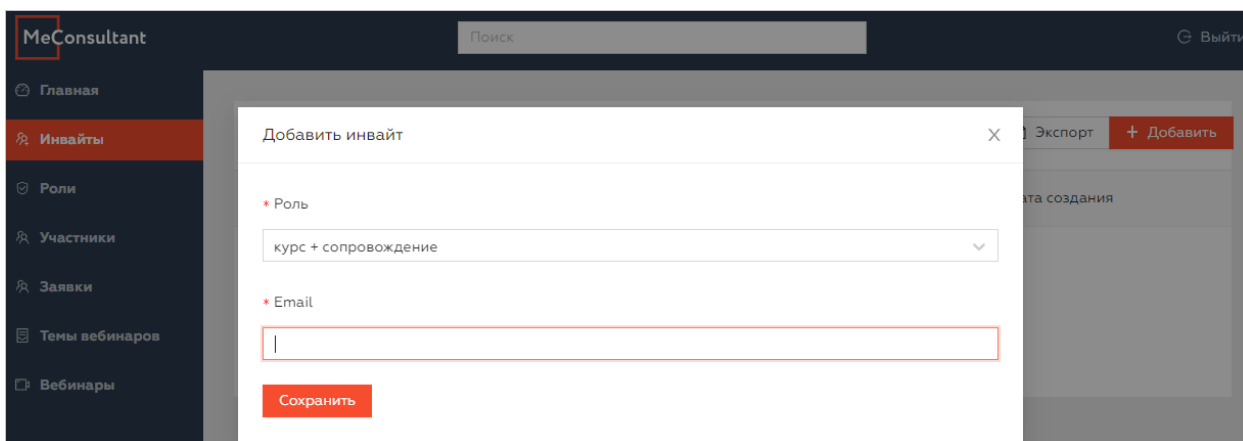 MeConsultant
Поиск
Выйти
Главная
Инвайты
Роли
Участники
Заявки
Темы вебинаров
Вебинары
Экспорт
+ Добавить
ата создания
Добавить инвайт
X
* Роль
курс + сопровождение
* Email
Сохранить